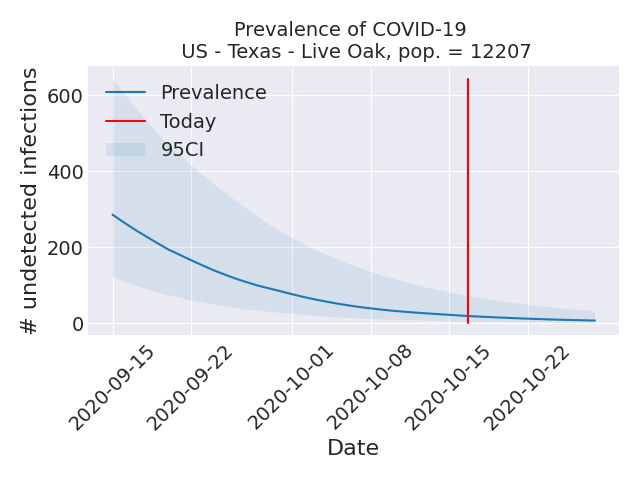 Prevalence of COVID-19
US - Texas - Live Oak, pop. = 12207
# undetected infections
600
400
200
0
Prevalence
Today
95CI
2020-09-15
2020-09-22
2020-10-01
2020-10-08
2020-10-15
2020-10-22
Date